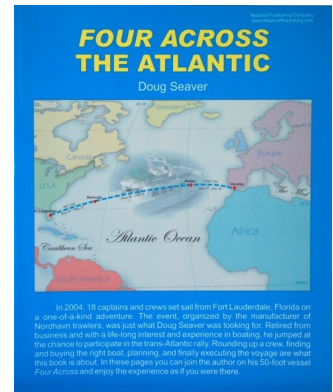 Nautical Publishing Company
www.NauticalPublishing.com
FOUR ACROSS
THE ATLANTIC
Doug Seaver
Greenland
Canada
Europe
U.S.A.
Bermuda
The Med
Africa
Atlantic Ocean
Caribbean Sea
South America
In 2004, 18 captains and crews set sail from Fort Lauderdale, Florida on
a one-of-a-kind adventure. The event, organized by the manufacturer of
Nordhavn trawlers, was just what Doug Seaver was looking for. Retired from
business and with a life-long interest and experience in boating, he jumped at
the chance to participate in the trans-Atlantic rally. Rounding up a crew, finding
and buying the right boat, planning, and finally executing the voyage are what
this book is about. In these pages you can join the author on his 50-foot vessel
Four Across and enjoy the experience as if you were there.